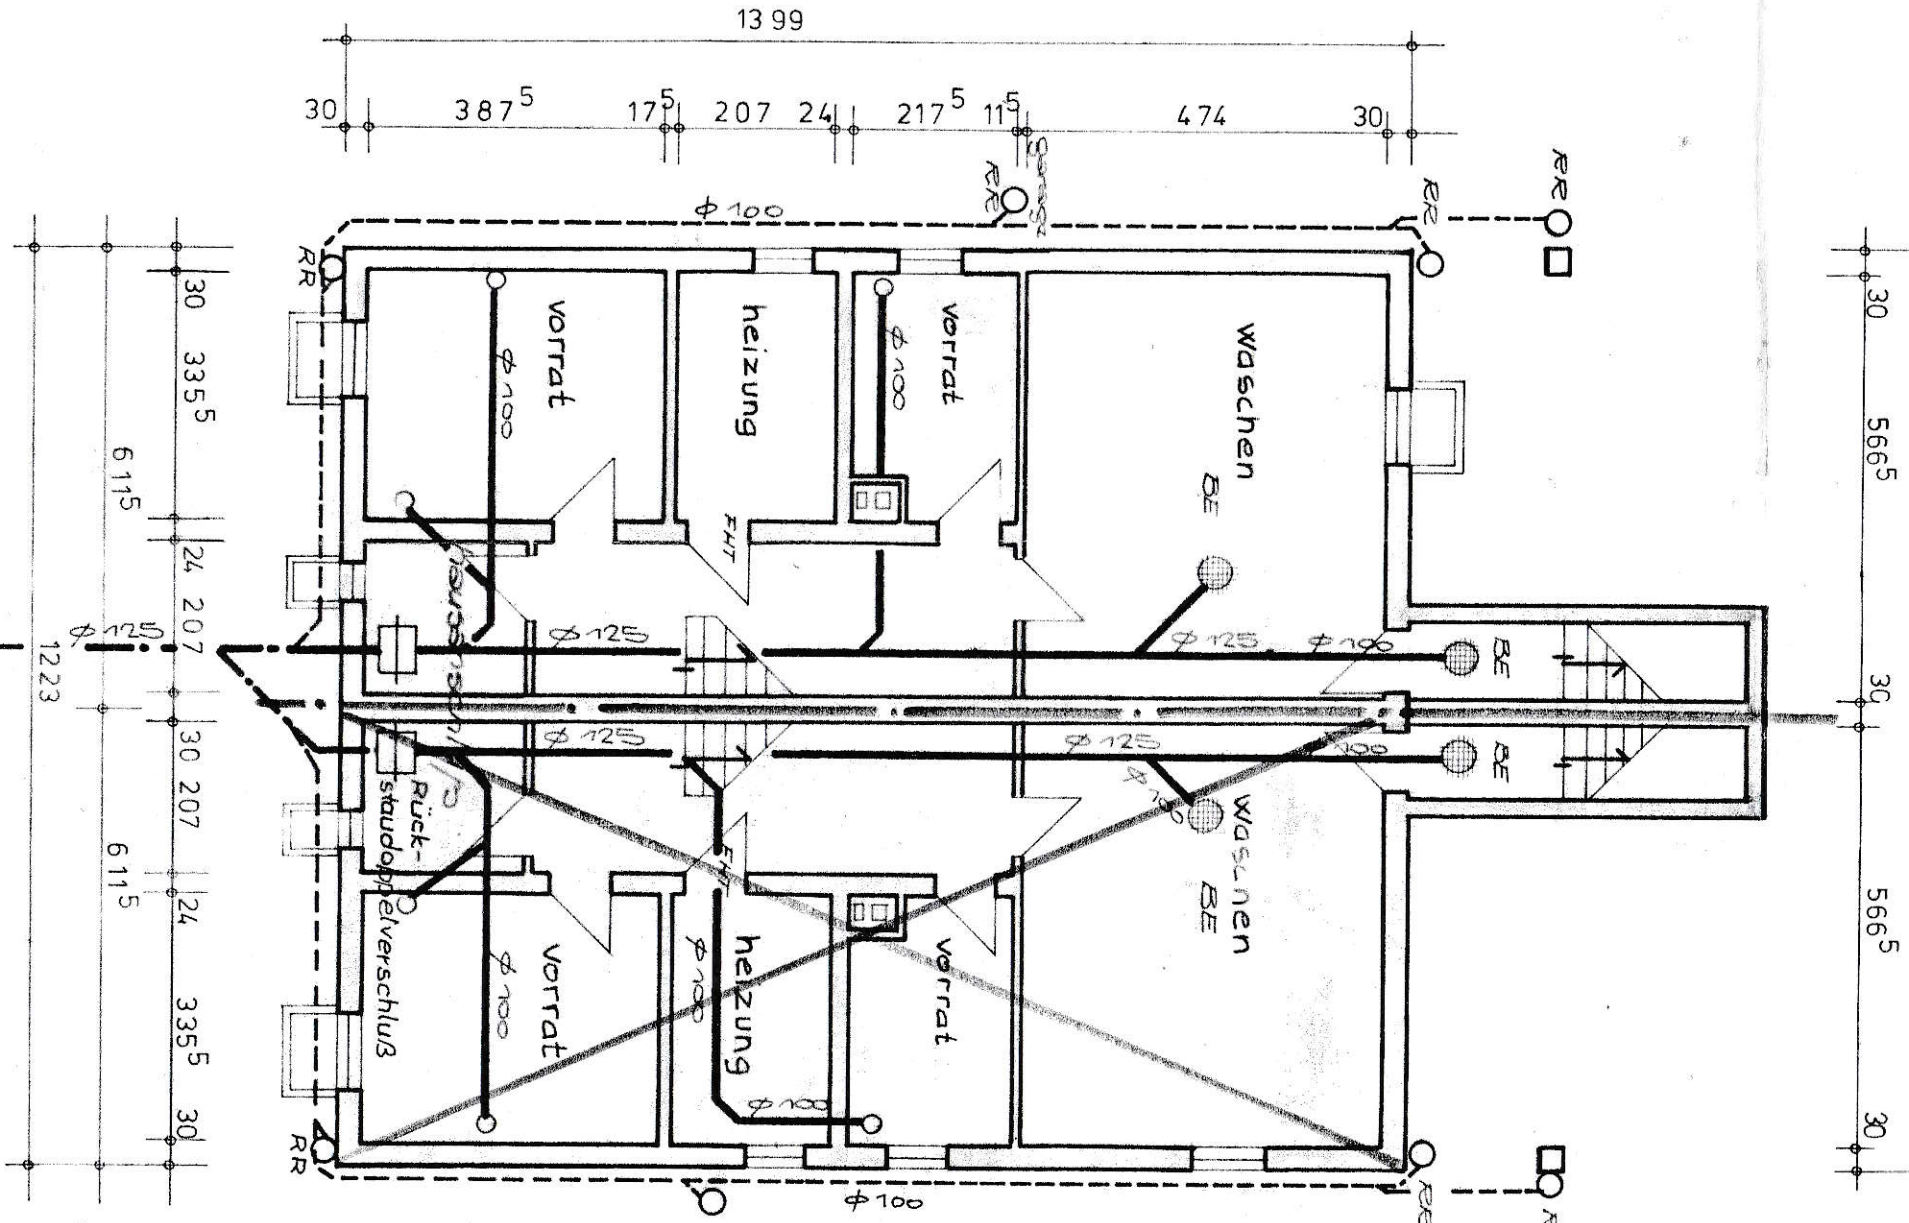 13 99
30 387⁵ 17⁵ 207 24 217⁵ 11⁵ 474 30
RR
RR
RR
RR
ø 100
30 335⁵ 24 207 30 207 24 335⁵ 30
611⁵ 611⁵
1223
30 566⁵ 30 566⁵ 30
vorrat
ø 100
heizung
vorrat
ø 100
waschen
BE
FHT
Hausanschl.
ø 125
ø 125
ø 125
ø 100
BE
ø 125
ø 125
100
BE
ø 100
Rück-
staudoppelverschluß
FHT
waschen
BE
vorrat
ø 100
heizung
ø 100
vorrat
ø 100
RR
ø 100
RR